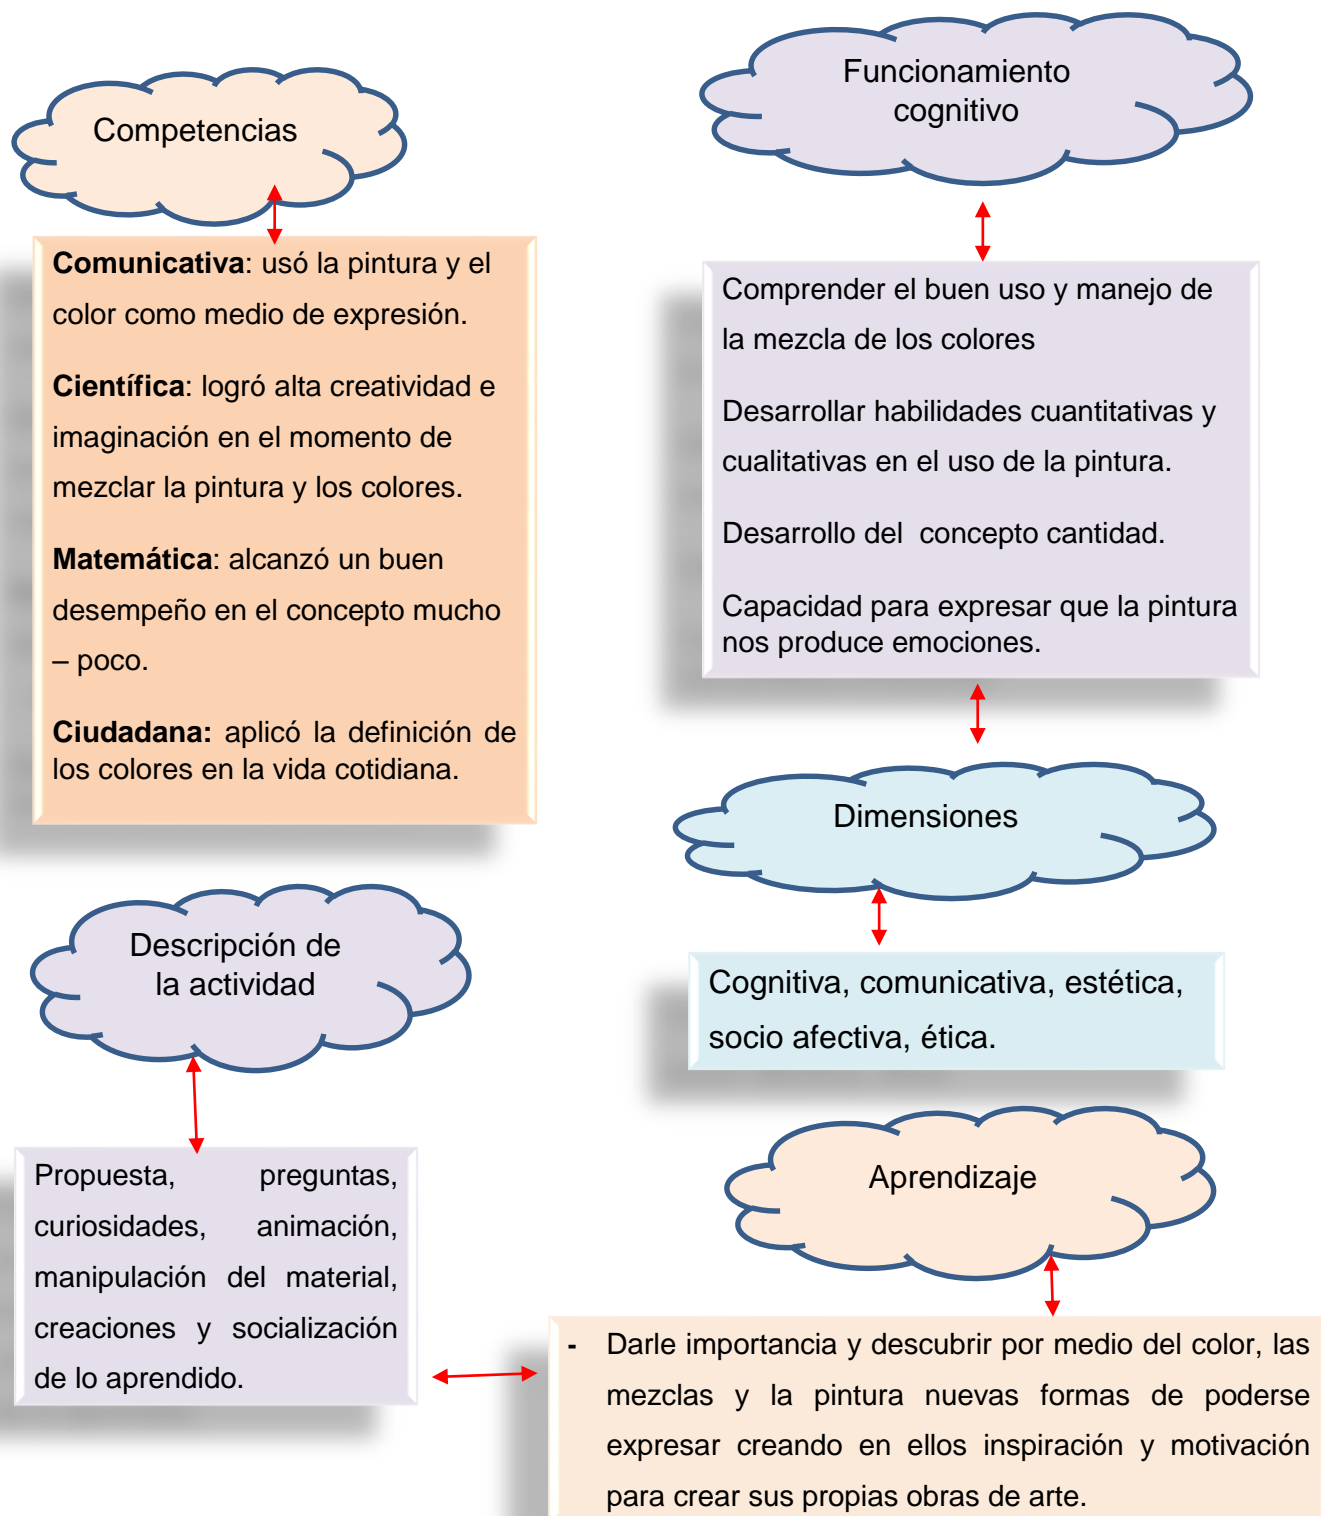 Competencias
Comunicativa: usó la pintura y el
color como medio de expresión.
Científica: logró alta creatividad e
imaginación en el momento de
mezclar la pintura y los colores.
Matemática: alcanzó un buen
desempeño en el concepto mucho
– poco.
Ciudadana: aplicó la definición de
los colores en la vida cotidiana.
Funcionamiento
cognitivo
Comprender el buen uso y manejo de
la mezcla de los colores
Desarrollar habilidades cuantitativas y
cualitativas en el uso de la pintura.
Desarrollo del concepto cantidad.
Capacidad para expresar que la pintura
nos produce emociones.
Dimensiones
Cognitiva, comunicativa, estética,
socio afectiva, ética.
Descripción de
la actividad
Propuesta, preguntas,
curiosidades, animación,
manipulación del material,
creaciones y socialización
de lo aprendido.
Aprendizaje
- Darle importancia y descubrir por medio del color, las
mezclas y la pintura nuevas formas de poderse
expresar creando en ellos inspiración y motivación
para crear sus propias obras de arte.